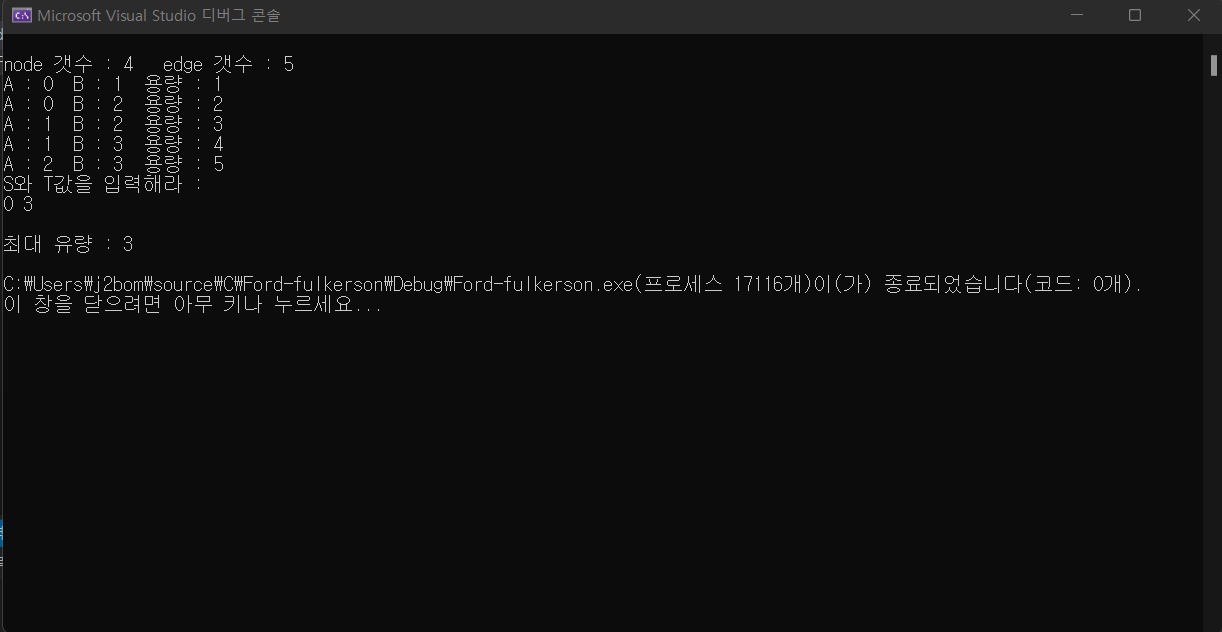 Microsoft Visual Studio 디버그 콘솔
node 갯수 : 4 edge 갯수 : 5
A : 0 B : 1 용량 : 1
A : 0 B : 2 용량 : 2
A : 1 B : 2 용량 : 3
A : 1 B : 3 용량 : 4
A : 2 B : 3 용량 : 5
S와 T값을 입력해라 :
0 3
최대 유량 : 3
C:₩Users₩j2bom₩source₩C₩Ford-fulkerson₩Debug₩Ford-fulkerson.exe(프로세스 17116개)이(가) 종료되었습니다(코드: 0개).
이 창을 닫으려면 아무 키나 누르세요...